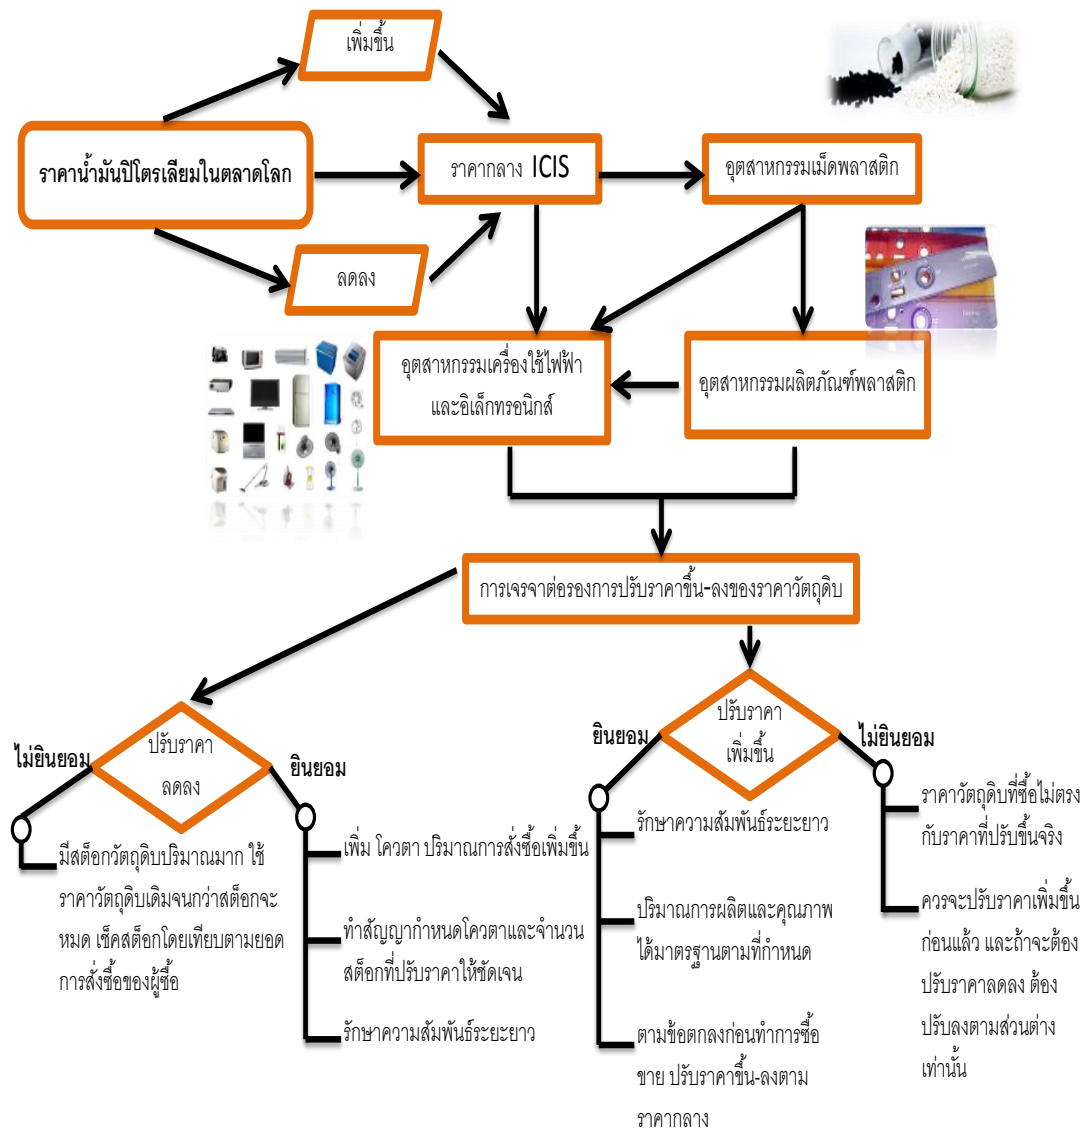 เพิ่มขึ้น
ราคาน้ำมันปิโตรเลียมในตลาดโลก
ราคากลาง ICIS
อุตสาหกรรมเม็ดพลาสติก
ลดลง
อุตสาหกรรมเครื่องใช้ไฟฟ้า
และอิเล็กทรอนิกส์
อุตสาหกรรมผลิตภัณฑ์พลาสติก
การเจรจาต่อรองการปรับราคาขึ้น-ลงของราคาวัตถุดิบ
ปรับราคา
ลดลง
ไม่ยินยอม
ยินยอม
มีสต็อกวัตถุดิบปริมาณมาก ใช้
ราคาวัตถุดิบเดิมจนกว่าสต็อกจะ
หมด เช็คสต็อกโดยเทียบตามยอด
การสั่งซื้อของผู้ซื้อ
เพิ่ม โควตา ปริมาณการสั่งซื้อเพิ่มขึ้น
ทำสัญญากำหนดโควตาและจำนวน
สต็อกที่ปรับราคาให้ชัดเจน
รักษาความสัมพันธ์ระยะยาว
ปรับราคา
เพิ่มขึ้น
ยินยอม
ไม่ยินยอม
รักษาความสัมพันธ์ระยะยาว
ปริมาณการผลิตและคุณภาพ
ได้มาตรฐานตามที่กำหนด
ตามข้อตกลงก่อนทำการซื้อ
ขาย ปรับราคาขึ้น-ลงตาม
ราคากลาง
ราคาวัตถุดิบที่ซื้อไม่ตรง
กับราคาที่ปรับขึ้นจริง
ควรจะปรับราคาเพิ่มขึ้น
ก่อนแล้ว และถ้าจะต้อง
ปรับราคาลดลง ต้อง
ปรับลงตามส่วนต่าง
เท่านั้น